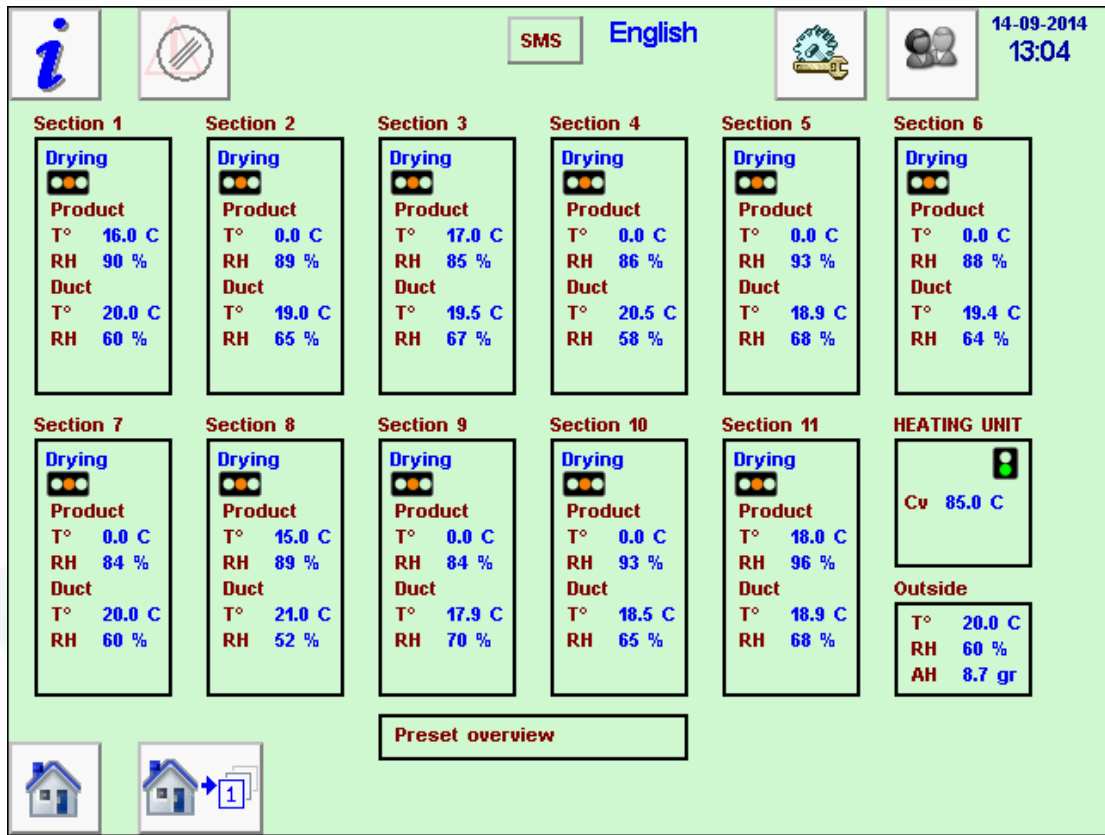 i
SMS
English
14-09-2014
13:04
Section 1
Drying
Product
T° 16.0 C
RH 90 %
Duct
T° 20.0 C
RH 60 %
Section 2
Drying
Product
T° 0.0 C
RH 89 %
Duct
T° 19.0 C
RH 65 %
Section 3
Drying
Product
T° 17.0 C
RH 85 %
Duct
T° 19.5 C
RH 67 %
Section 4
Drying
Product
T° 0.0 C
RH 86 %
Duct
T° 20.5 C
RH 58 %
Section 5
Drying
Product
T° 0.0 C
RH 93 %
Duct
T° 18.9 C
RH 68 %
Section 6
Drying
Product
T° 0.0 C
RH 88 %
Duct
T° 19.4 C
RH 64 %
Section 7
Drying
Product
T° 0.0 C
RH 84 %
Duct
T° 20.0 C
RH 60 %
Section 8
Drying
Product
T° 15.0 C
RH 89 %
Duct
T° 21.0 C
RH 52 %
Section 9
Drying
Product
T° 0.0 C
RH 84 %
Duct
T° 17.9 C
RH 70 %
Section 10
Drying
Product
T° 0.0 C
RH 93 %
Duct
T° 18.5 C
RH 65 %
Section 11
Drying
Product
T° 18.0 C
RH 96 %
Duct
T° 18.9 C
RH 68 %
HEATING UNIT
Cv 85.0 C
Outside
T° 20.0 C
RH 60 %
AH 8.7 gr
Preset overview
1